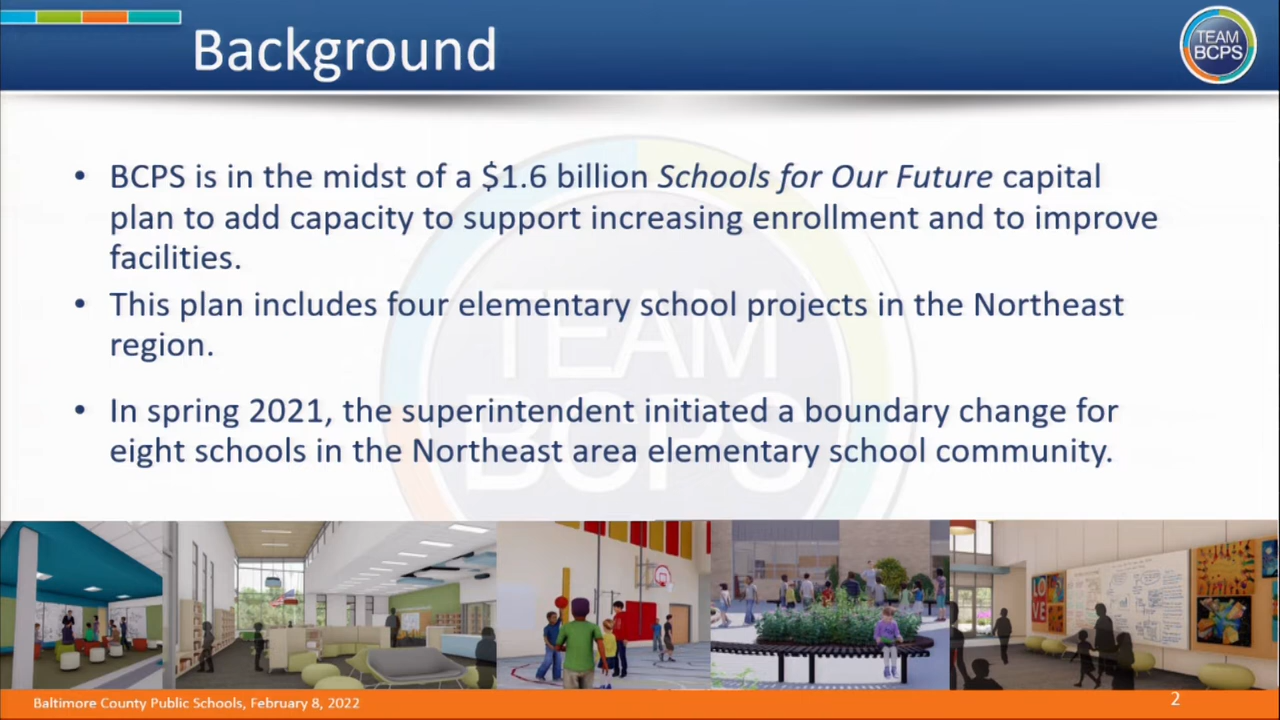 Background
TEAM
BCPS
• BCPS is in the midst of a $1.6 billion Schools for Our Future capital
plan to add capacity to support increasing enrollment and to improve
facilities.
• This plan includes four elementary school projects in the Northeast
region.
• In spring 2021, the superintendent initiated a boundary change for
eight schools in the Northeast area elementary school community.
TEAM
BCPS
LOVE
Baltimore County Public Schools, February 8, 2022
2